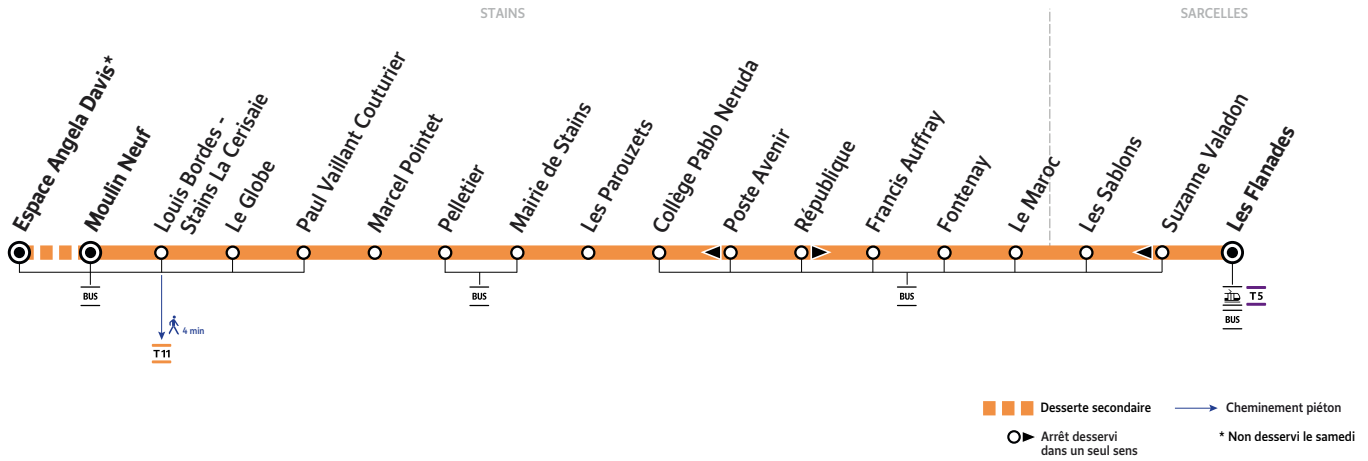 STAINS
SARCELLES
Espace Angela Davis*
Moulin Neuf
Louis Bordes -
Stains La Cerisaie
Le Globe
Paul Vaillant Couturier
Marcel Pointet
Pelletier
Mairie de Stains
Les Parouzets
Collège Pablo Neruda
Poste Avenir
République
Francis Auffray
Fontenay
Le Maroc
Les Sablons
Suzanne Valadon
Les Flanades
BUS
BUS
BUS
T5
BUS
4 min
T11
Desserte secondaire
Cheminement piéton
Arrêt desservi
dans un seul sens
* Non desservi le samedi